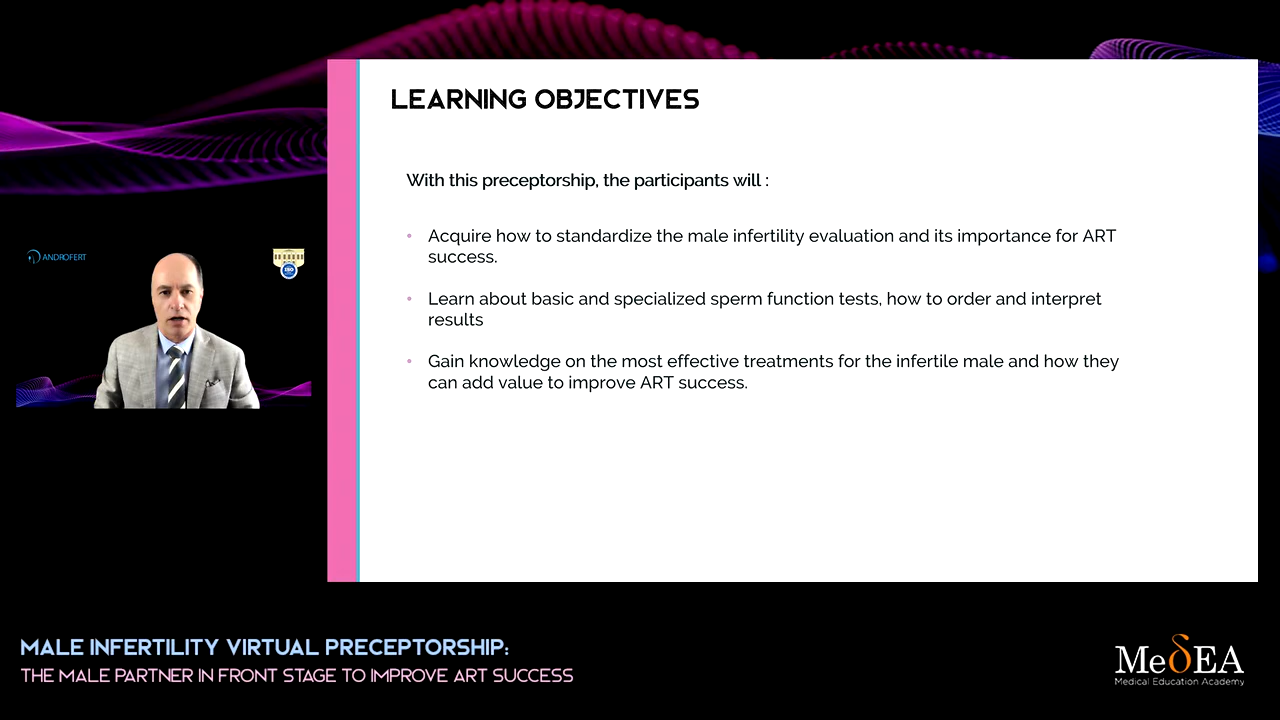 LEARNING OBJECTIVES
With this preceptorship, the participants will :
• Acquire how to standardize the male infertility evaluation and its importance for ART
success.
• Learn about basic and specialized sperm function tests, how to order and interpret
results
• Gain knowledge on the most effective treatments for the infertile male and how they
can add value to improve ART success.
ANDROFERT
ISO
MALE INFERTILITY VIRTUAL PRECEPTORSHIP:
THE MALE PARTNER IN FRONT STAGE TO IMPROVE ART SUCCESS
MeδEA
Medical Education Academy